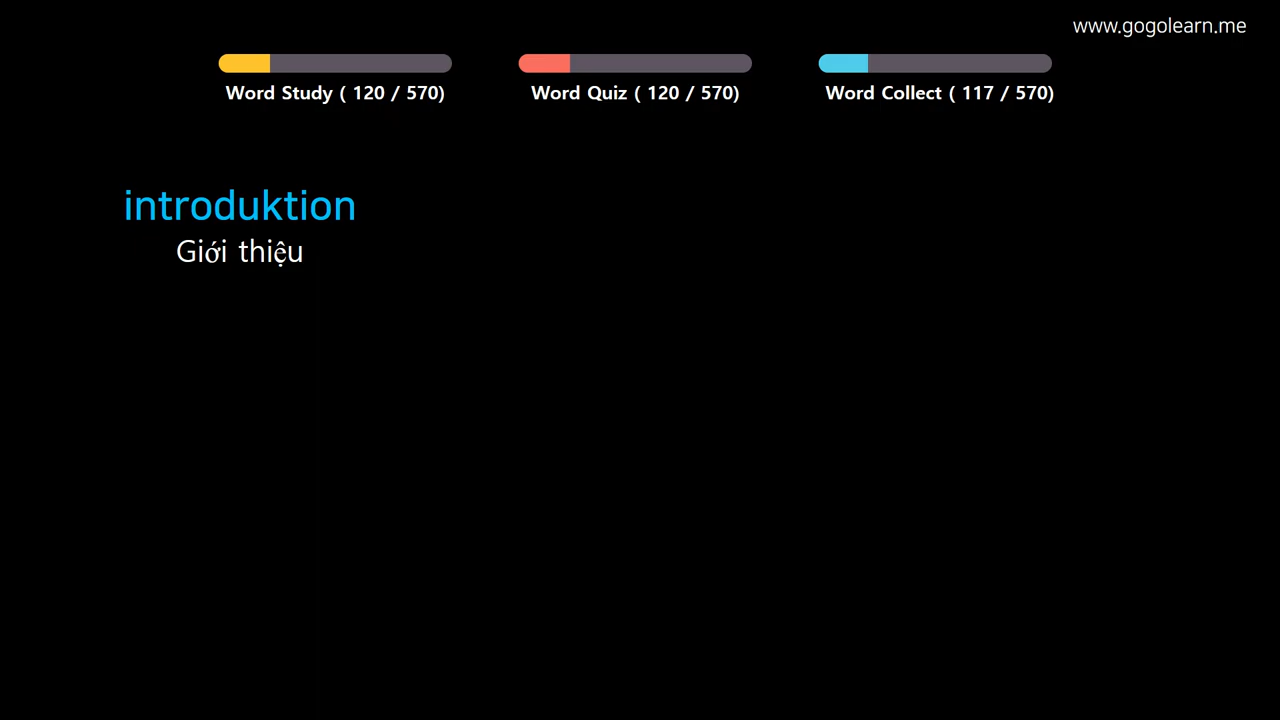 www.gogolearn.me
Word Study ( 120 / 570)
Word Quiz ( 120 / 570)
Word Collect ( 117 / 570)
introduktion
Giới thiệu